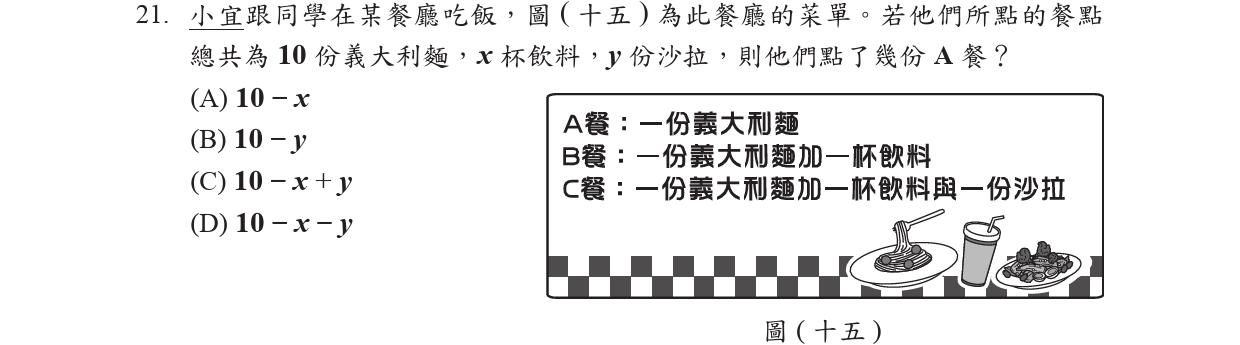 21. 小宜跟同學在某餐廳吃飯，圖(十五)為此餐廳的菜單。若他們所點的餐點
總共為 10 份義大利麵，x 杯飲料，y 份沙拉，則他們點了幾份 A 餐？
(A) 10 − x
(B) 10 − y
(C) 10 − x + y
(D) 10 − x − y
A餐：一份義大利麵
B餐：一份義大利麵加一杯飲料
C餐：一份義大利麵加一杯飲料與一份沙拉
圖(十五)